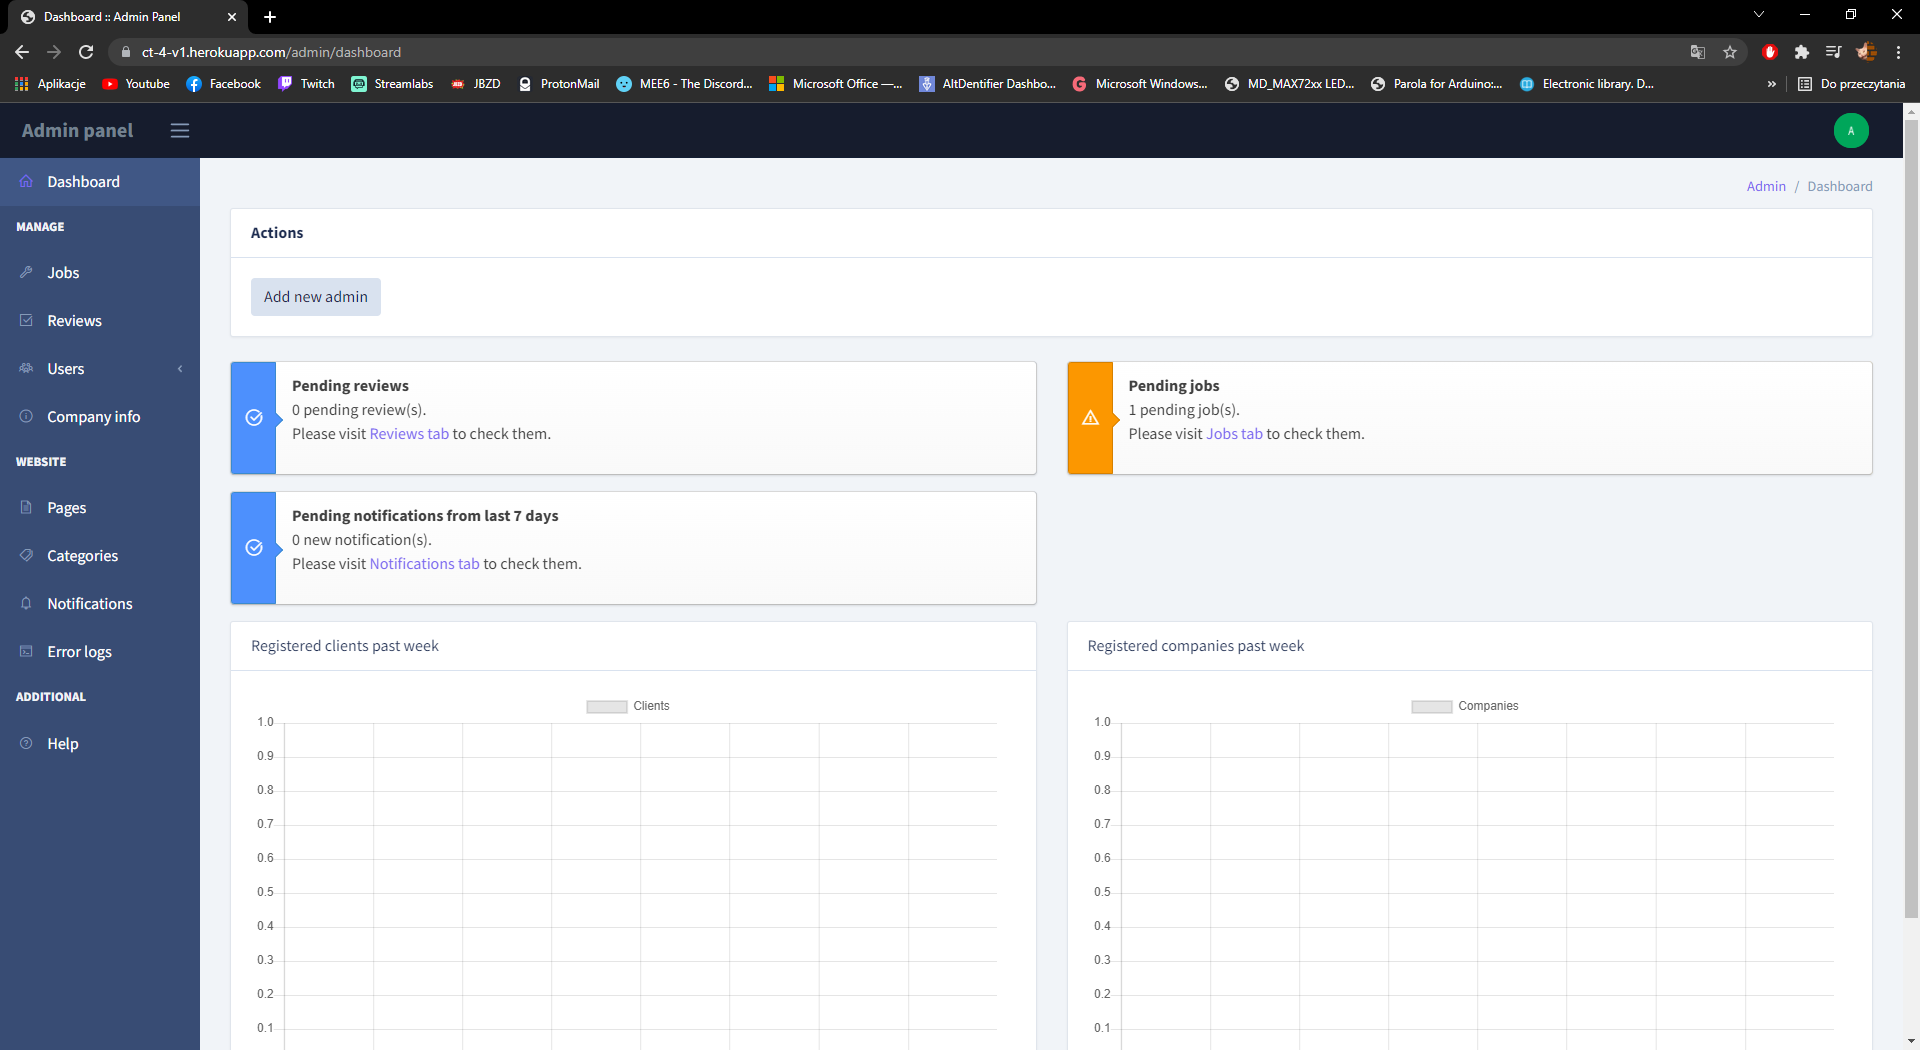 Dashboard :: Admin Panel
ct-4-v1.herokuapp.com/admin/dashboard
Aplikacje Youtube Facebook Twitch Streamlabs JBZD ProtonMail MEE6 - The Discord... Microsoft Office —... AltDentifier Dashbo... Microsoft Windows... MD_MAX72xx LED... Parola for Arduino:... Electronic library. D... » Do przeczytania
Admin panel
A
Dashboard
MANAGE
Jobs
Reviews
Users
Company info
WEBSITE
Pages
Categories
Notifications
Error logs
ADDITIONAL
Help
Admin / Dashboard
Actions
Add new admin
Pending reviews
0 pending review(s).
Please visit Reviews tab to check them.
Pending jobs
1 pending job(s).
Please visit Jobs tab to check them.
Pending notifications from last 7 days
0 new notification(s).
Please visit Notifications tab to check them.
Registered clients past week
Clients
1.0
0.9
0.8
0.7
0.6
0.5
0.4
0.3
0.2
0.1
Registered companies past week
Companies
1.0
0.9
0.8
0.7
0.6
0.5
0.4
0.3
0.2
0.1